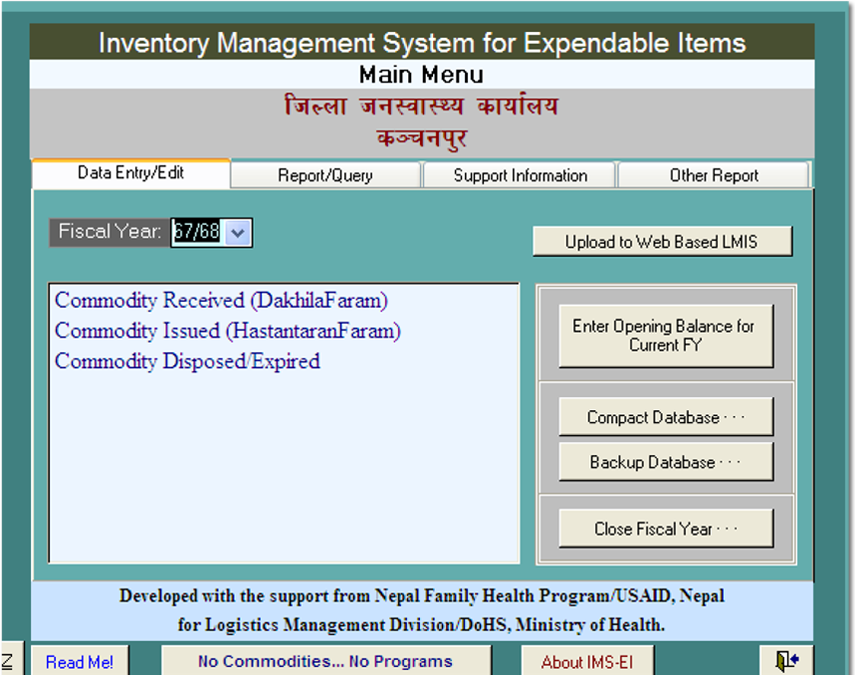 Inventory Management System for Expendable Items
Main Menu
जिल्ला जनस्वास्थ्य कार्यालय
कञ्चनपुर
Data Entry/Edit Report/Query Support Information Other Report
Fiscal Year: 67/68
Upload to Web Based LMIS
Commodity Received (DakhilaFaram)
Commodity Issued (HastantaranFaram)
Commodity Disposed/Expired
Enter Opening Balance for
Current FY
Compact Database · · ·
Backup Database · · ·
Close Fiscal Year · · ·
Developed with the support from Nepal Family Health Program/USAID, Nepal
for Logistics Management Division/DoHS, Ministry of Health.
Z Read Me! No Commodities... No Programs About IMS-EI